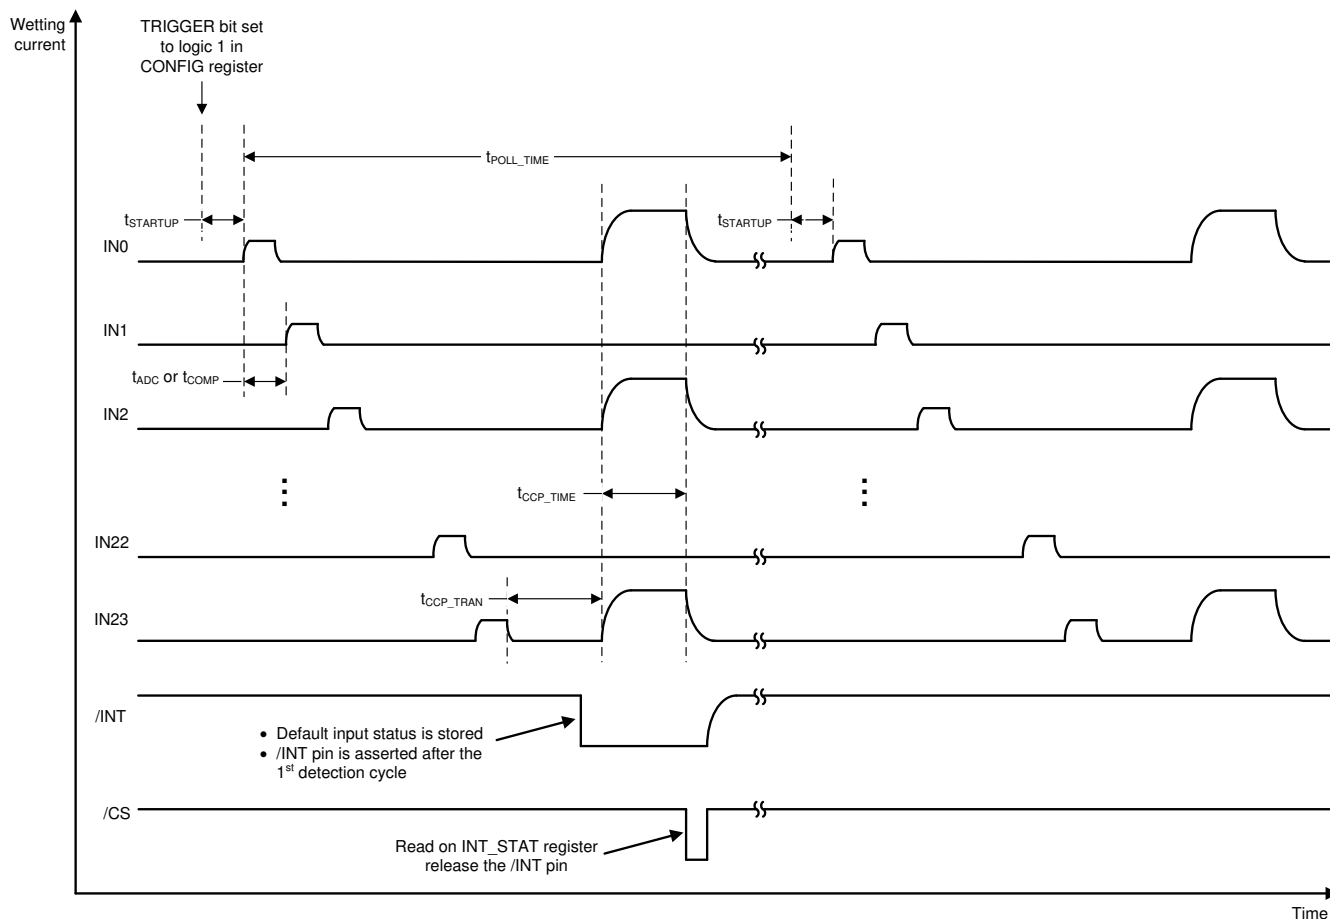 Wetting
current
TRIGGER bit set
to logic 1 in
CONFIG register
tPOLL_TIME
tSTARTUP
tSTARTUP
IN0
IN1
tADC or tCOMP
IN2
tCCP_TIME
IN22
tCCP_TRAN
IN23
/INT
• Default input status is stored
• /INT pin is asserted after the
1st detection cycle
/CS
Read on INT_STAT register
release the /INT pin
Time